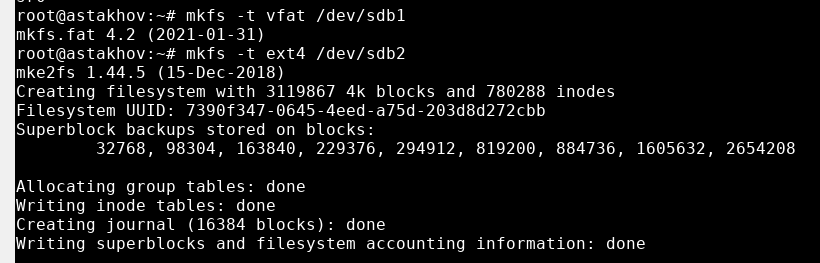 root@astakhov:~# mkfs -t vfat /dev/sdb1
mkfs.fat 4.2 (2021-01-31)
root@astakhov:~# mkfs -t ext4 /dev/sdb2
mke2fs 1.44.5 (15-Dec-2018)
Creating filesystem with 3119867 4k blocks and 780288 inodes
Filesystem UUID: 7390f347-0645-4eed-a75d-203d8d272cbb
Superblock backups stored on blocks:
        32768, 98304, 163840, 229376, 294912, 819200, 884736, 1605632, 2654208
Allocating group tables: done
Writing inode tables: done
Creating journal (16384 blocks): done
Writing superblocks and filesystem accounting information: done